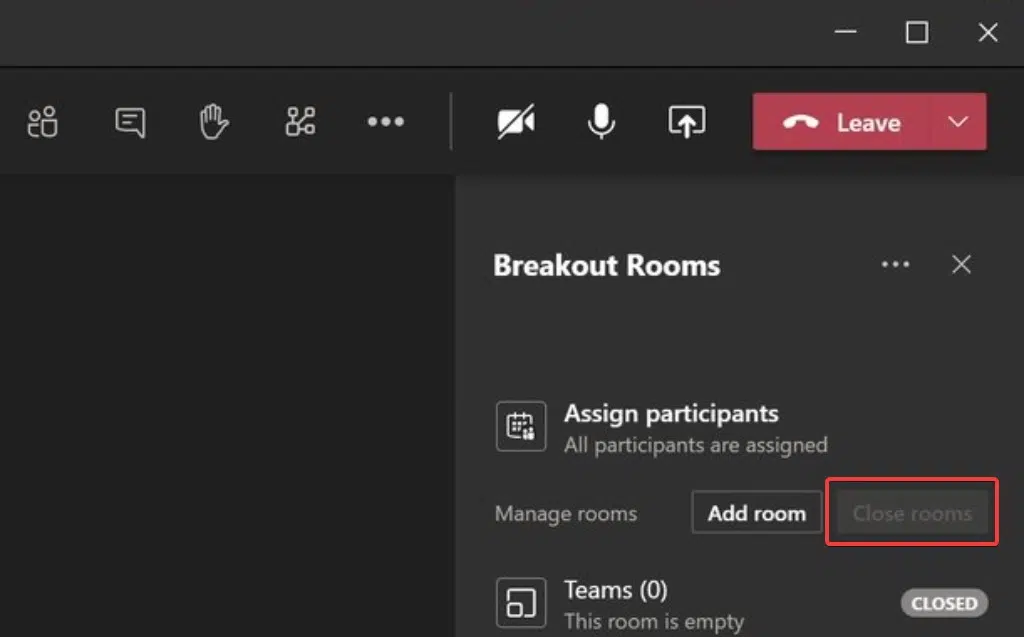 Leave
Breakout Rooms
Assign participants
All participants are assigned
Manage rooms
Add room
Close rooms
Teams (0)
CLOSED
This room is empty